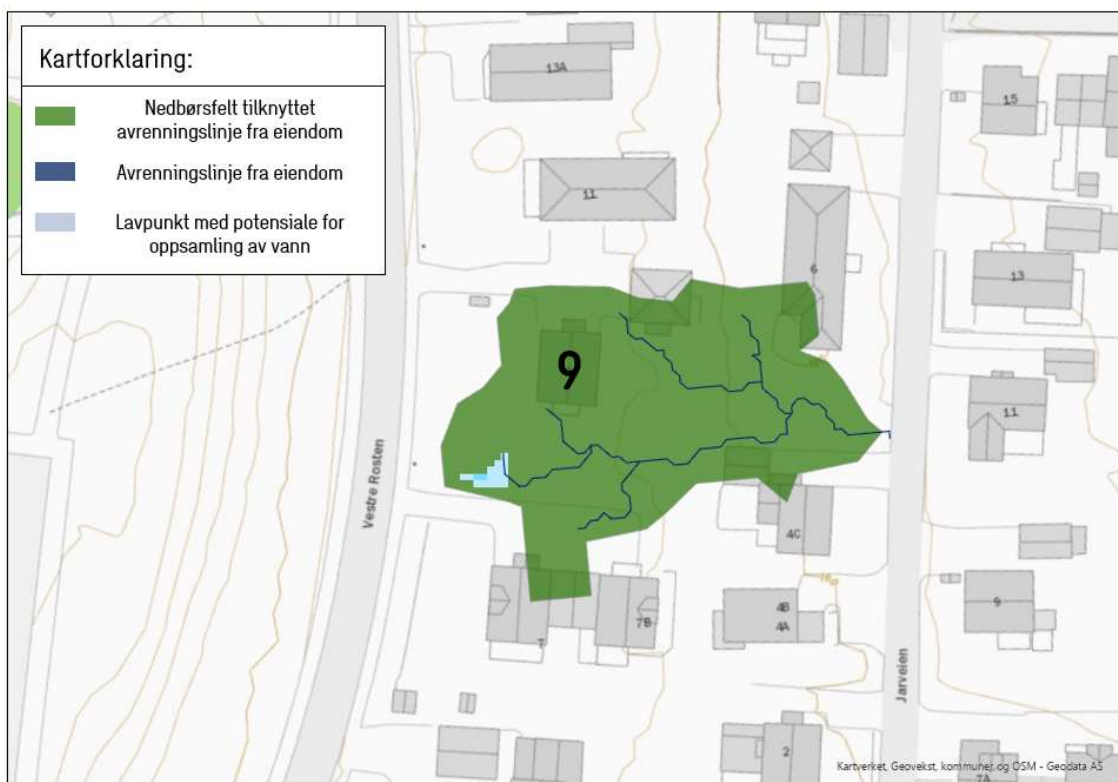 Kartforklaring:
Nedbørsfelt tilknyttet
avrenningslinje fra eiendom
Avrenningslinje fra eiendom
Lavpunkt med potensiale for
oppsamling av vann
13A
15
11
6
13
9
11
Vestre Rosten
4C
9
4B
4A
7B
Jarveien
2
7A
Kartverket, Geovekst, kommuner, og OSM - Geodata AS